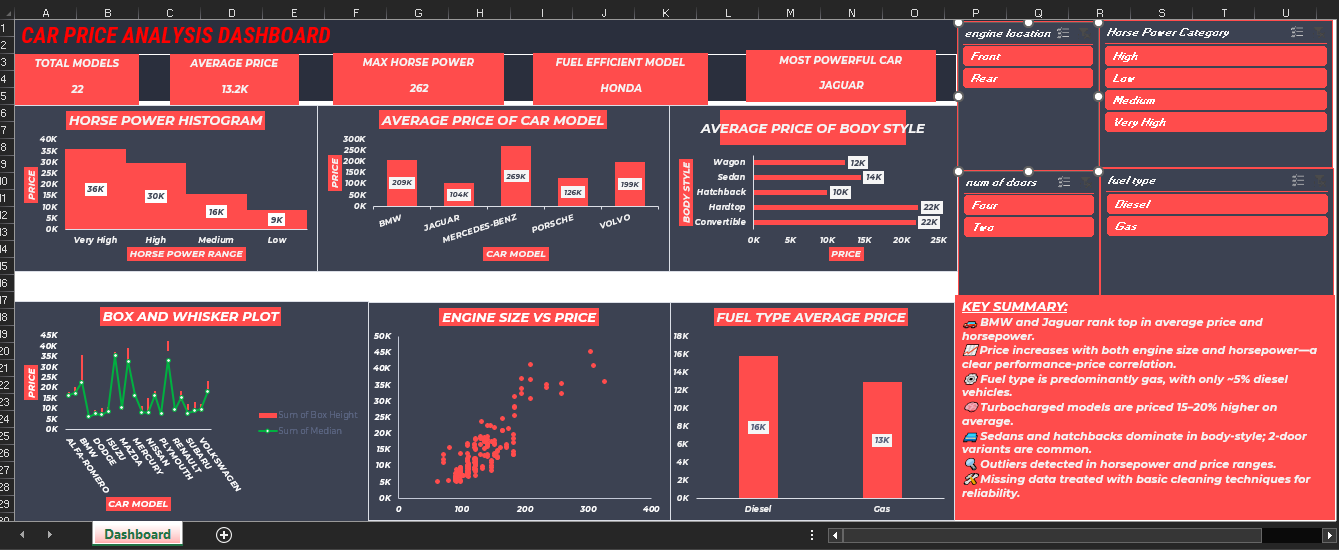 A B C D E F G H I J K L M N O P Q R S T U
CAR PRICE ANALYSIS DASHBOARD
TOTAL MODELS
22
AVERAGE PRICE
13.2K
MAX HORSE POWER
262
FUEL EFFICIENT MODEL
HONDA
MOST POWERFUL CAR
JAGUAR
engine location
Front
Rear
Horse Power Category
High
Low
Medium
Very High
HORSE POWER HISTOGRAM
PRICE
40K
35K
30K
25K
20K
15K
10K
5K
0K
36K
30K
16K
9K
Very High High Medium Low
HORSE POWER RANGE
AVERAGE PRICE OF CAR MODEL
PRICE
300K
250K
200K
150K
100K
50K
0K
209K
104K
269K
126K
199K
BMW JAGUAR MERCEDES-BENZ PORSCHE VOLVO
CAR MODEL
AVERAGE PRICE OF BODY STYLE
BODY STYLE
Wagon 12K
Sedan 14K
Hatchback 10K
Hardtop 22K
Convertible 22K
0K 5K 10K 15K 20K 25K
PRICE
num of doors
Four
Two
fuel type
Diesel
Gas
BOX AND WHISKER PLOT
PRICE
45K
40K
35K
30K
25K
20K
15K
10K
5K
0K
Sum of Box Height
Sum of Median
ALFA-ROMERO
BMW
DODGE
ISUZU
MAZDA
MERCURY
NISSAN
PLYMOUTH
RENAULT
SUBARU
VOLKSWAGEN
CAR MODEL
ENGINE SIZE VS PRICE
50K
45K
40K
35K
30K
25K
20K
15K
10K
5K
0K
0 100 200 300 400
FUEL TYPE AVERAGE PRICE
18K
16K
14K
12K
10K
8K
6K
4K
2K
0K
16K
13K
Diesel Gas
KEY SUMMARY:
🚗 BMW and Jaguar rank top in average price and
horsepower.
📈 Price increases with both engine size and horsepower—a
clear performance-price correlation.
⚙️ Fuel type is predominantly gas, with only ~5% diesel
vehicles.
🧠 Turbocharged models are priced 15–20% higher on
average.
🚙 Sedans and hatchbacks dominate in body-style; 2-door
variants are common.
🔍 Outliers detected in horsepower and price ranges.
🛠️ Missing data treated with basic cleaning techniques for
reliability.
Dashboard